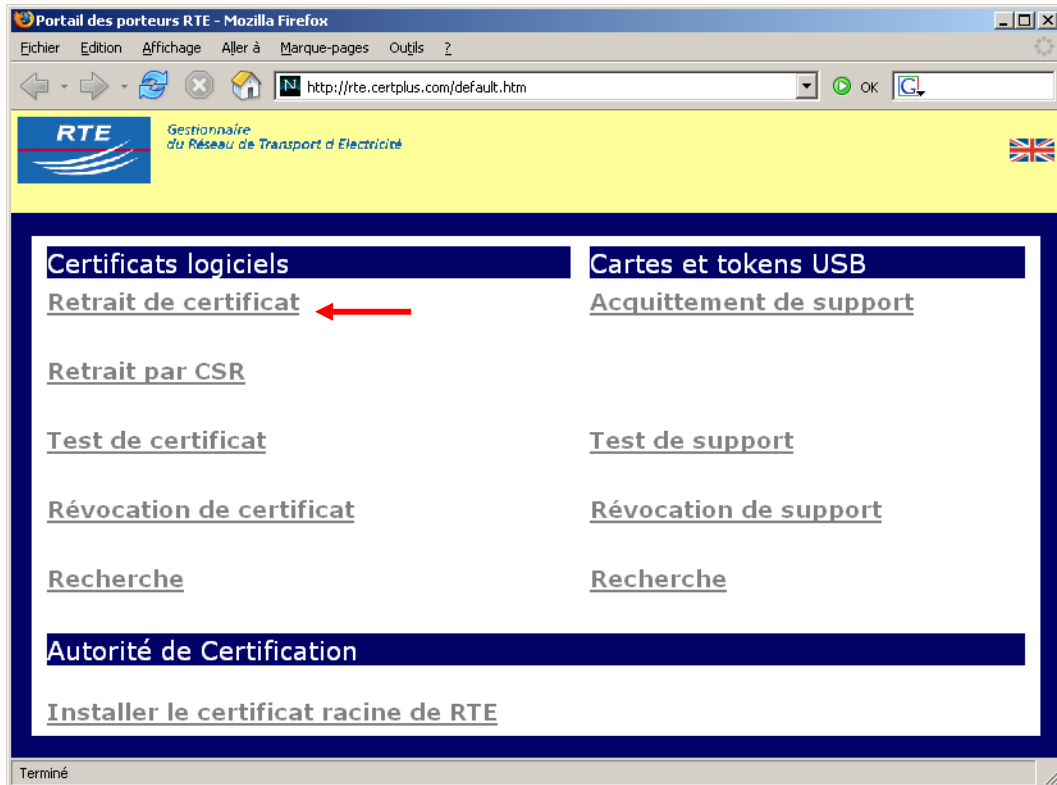 Portail des porteurs RTE - Mozilla Firefox
Fichier Edition Affichage Aller à Marque-pages Outils ?
http://rte.certplus.com/default.htm OK G
RTE
Gestionnaire
du Réseau de Transport d Electricité
Certificats logiciels
Cartes et tokens USB
Retrait de certificat
Acquittement de support
Retrait par CSR
Test de certificat
Test de support
Révocation de certificat
Révocation de support
Recherche
Recherche
Autorité de Certification
Installer le certificat racine de RTE
Terminé